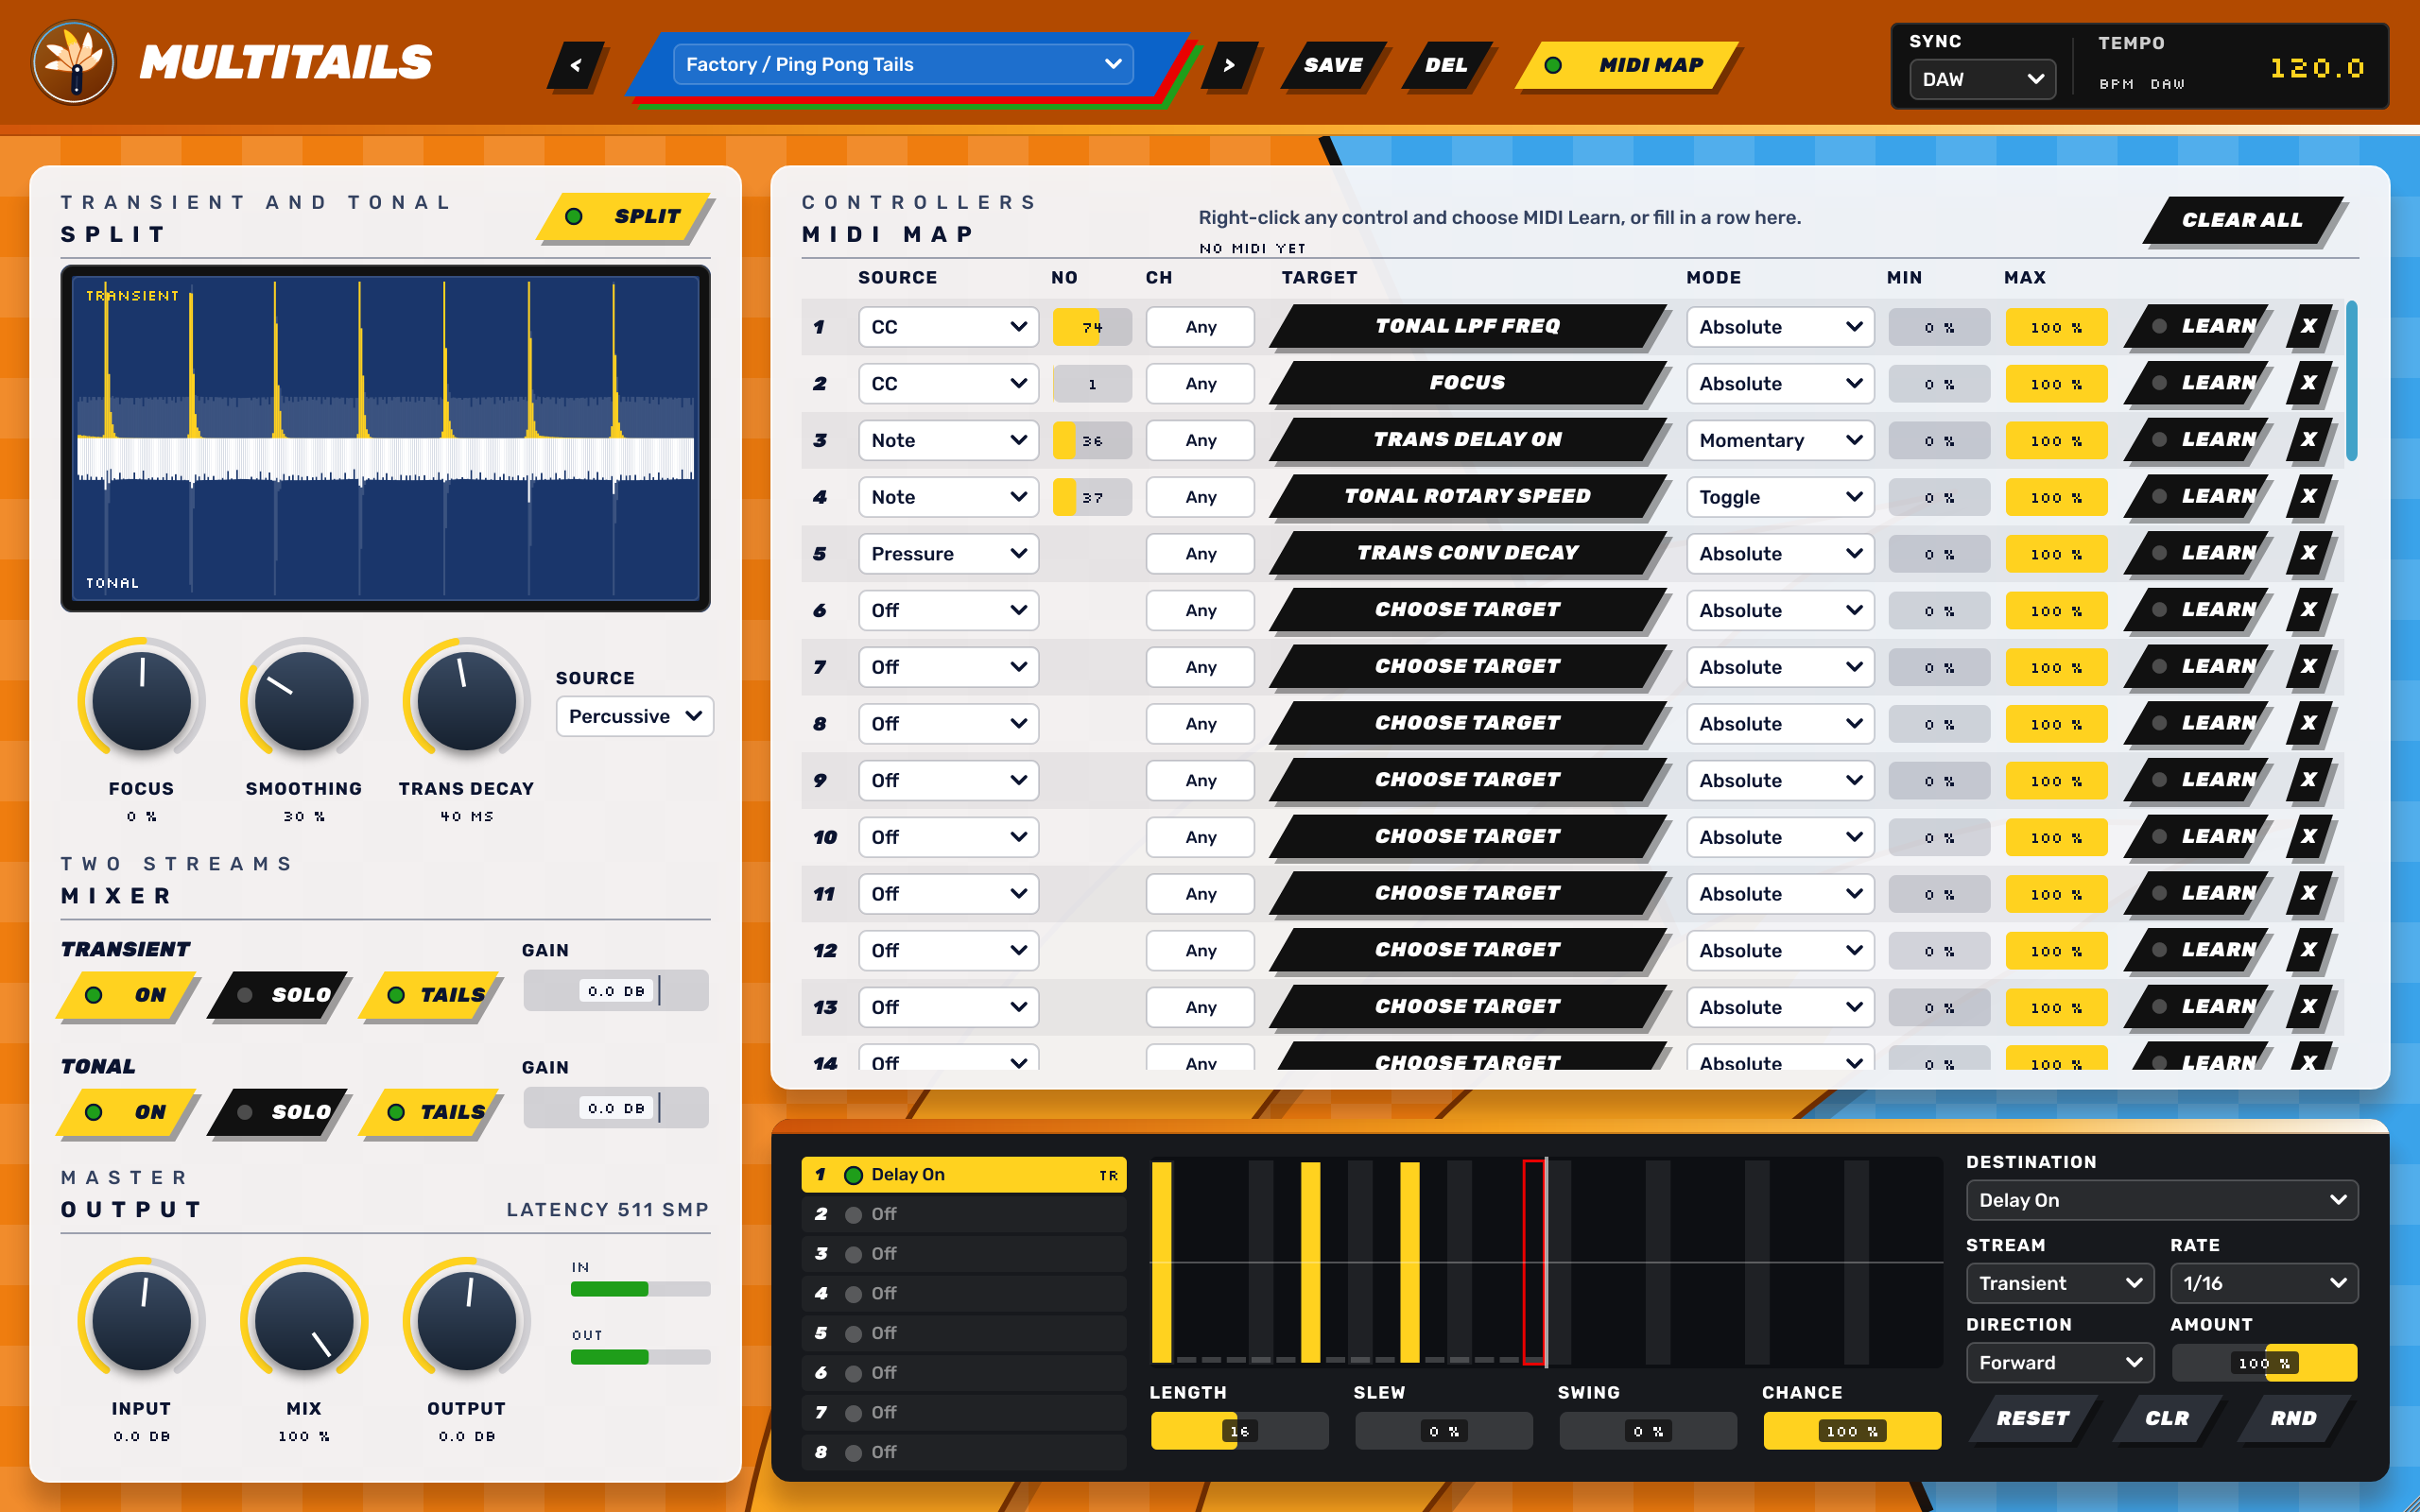 MULTITAILS
<
Factory / Ping Pong Tails
>
SAVE
DEL
MIDI MAP
SYNC
DAW
TEMPO
BPM DAW
120.0
TRANSIENT AND TONAL
SPLIT
SPLIT
TRANSIENT
TONAL
FOCUS
0 %
SMOOTHING
30 %
TRANS DECAY
40 MS
SOURCE
Percussive
TWO STREAMS
MIXER
TRANSIENT
ON
SOLO
TAILS
GAIN
0.0 DB
TONAL
ON
SOLO
TAILS
GAIN
0.0 DB
MASTER
OUTPUT
LATENCY 511 SMP
INPUT
0.0 DB
MIX
100 %
OUTPUT
0.0 DB
IN
OUT
CONTROLLERS
MIDI MAP
Right-click any control and choose MIDI Learn, or fill in a row here.
NO MIDI YET
CLEAR ALL
SOURCE NO CH TARGET MODE MIN MAX
1 CC 74 Any TONAL LPF FREQ Absolute 0 % 100 % LEARN X
2 CC 1 Any FOCUS Absolute 0 % 100 % LEARN X
3 Note 36 Any TRANS DELAY ON Momentary 0 % 100 % LEARN X
4 Note 37 Any TONAL ROTARY SPEED Toggle 0 % 100 % LEARN X
5 Pressure Any TRANS CONV DECAY Absolute 0 % 100 % LEARN X
6 Off Any CHOOSE TARGET Absolute 0 % 100 % LEARN X
7 Off Any CHOOSE TARGET Absolute 0 % 100 % LEARN X
8 Off Any CHOOSE TARGET Absolute 0 % 100 % LEARN X
9 Off Any CHOOSE TARGET Absolute 0 % 100 % LEARN X
10 Off Any CHOOSE TARGET Absolute 0 % 100 % LEARN X
11 Off Any CHOOSE TARGET Absolute 0 % 100 % LEARN X
12 Off Any CHOOSE TARGET Absolute 0 % 100 % LEARN X
13 Off Any CHOOSE TARGET Absolute 0 % 100 % LEARN X
14 Off Any CHOOSE TARGET Absolute 0 % 100 % LEARN X
1 Delay On TR
2 Off
3 Off
4 Off
5 Off
6 Off
7 Off
8 Off
LENGTH
16
SLEW
0 %
SWING
0 %
CHANCE
100 %
DESTINATION
Delay On
STREAM
Transient
RATE
1/16
DIRECTION
Forward
AMOUNT
100 %
RESET
CLR
RND